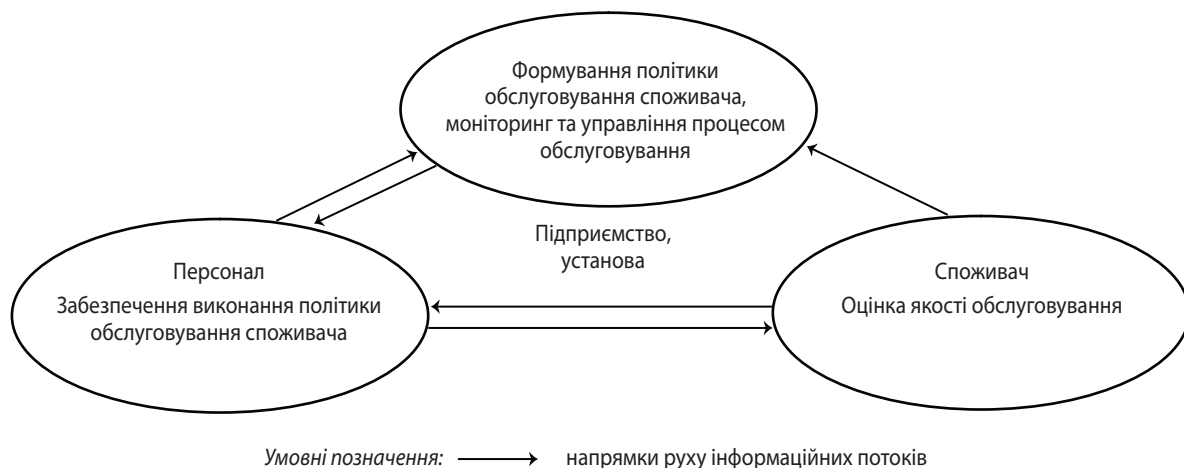 Формування політики
обслуговування споживача,
моніторинг та управління процесом
обслуговування
Підприємство,
установа
Персонал
Забезпечення виконання політики
обслуговування споживача
Споживач
Оцінка якості обслуговування
Умовні позначення: напрямки руху інформаційних потоків